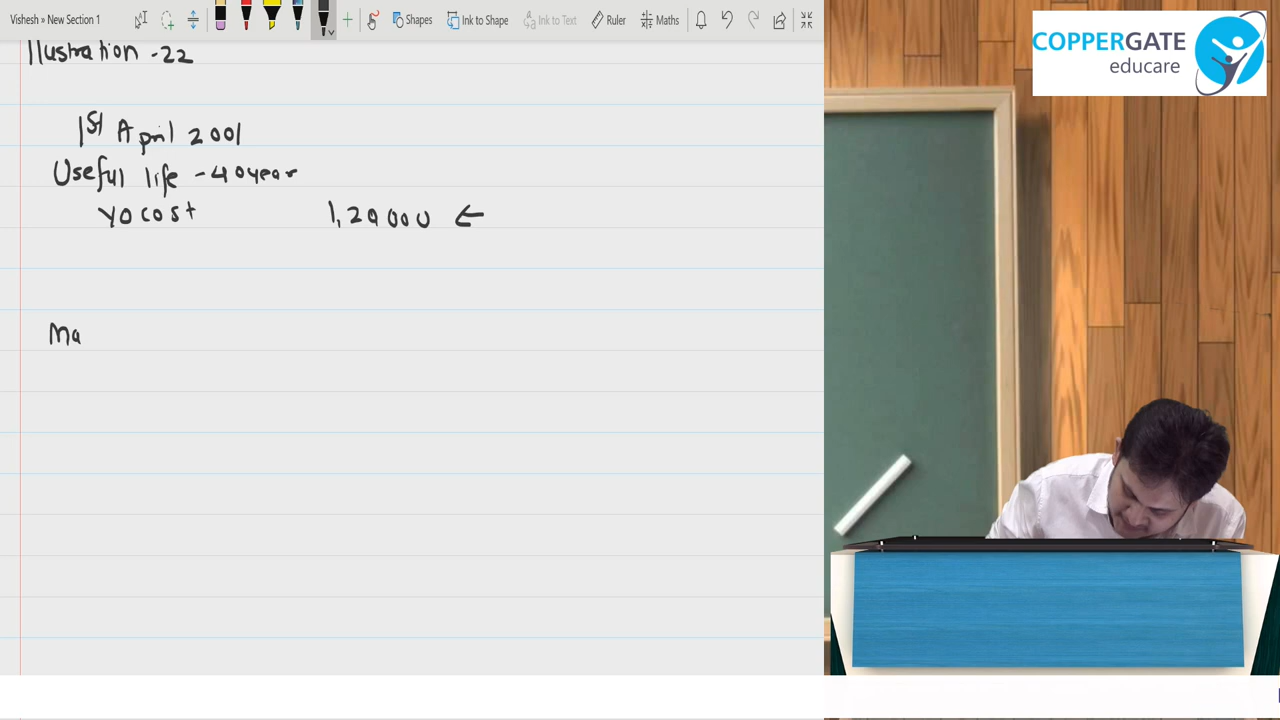 Vishesh » New Section 1
Shapes
Ink to Shape
Ink to Text
Ruler
Maths
COPPERGATE
educare
Illustration -22
1st April 2001
Useful life - 40 year
cost 1,20000 ←
Ma